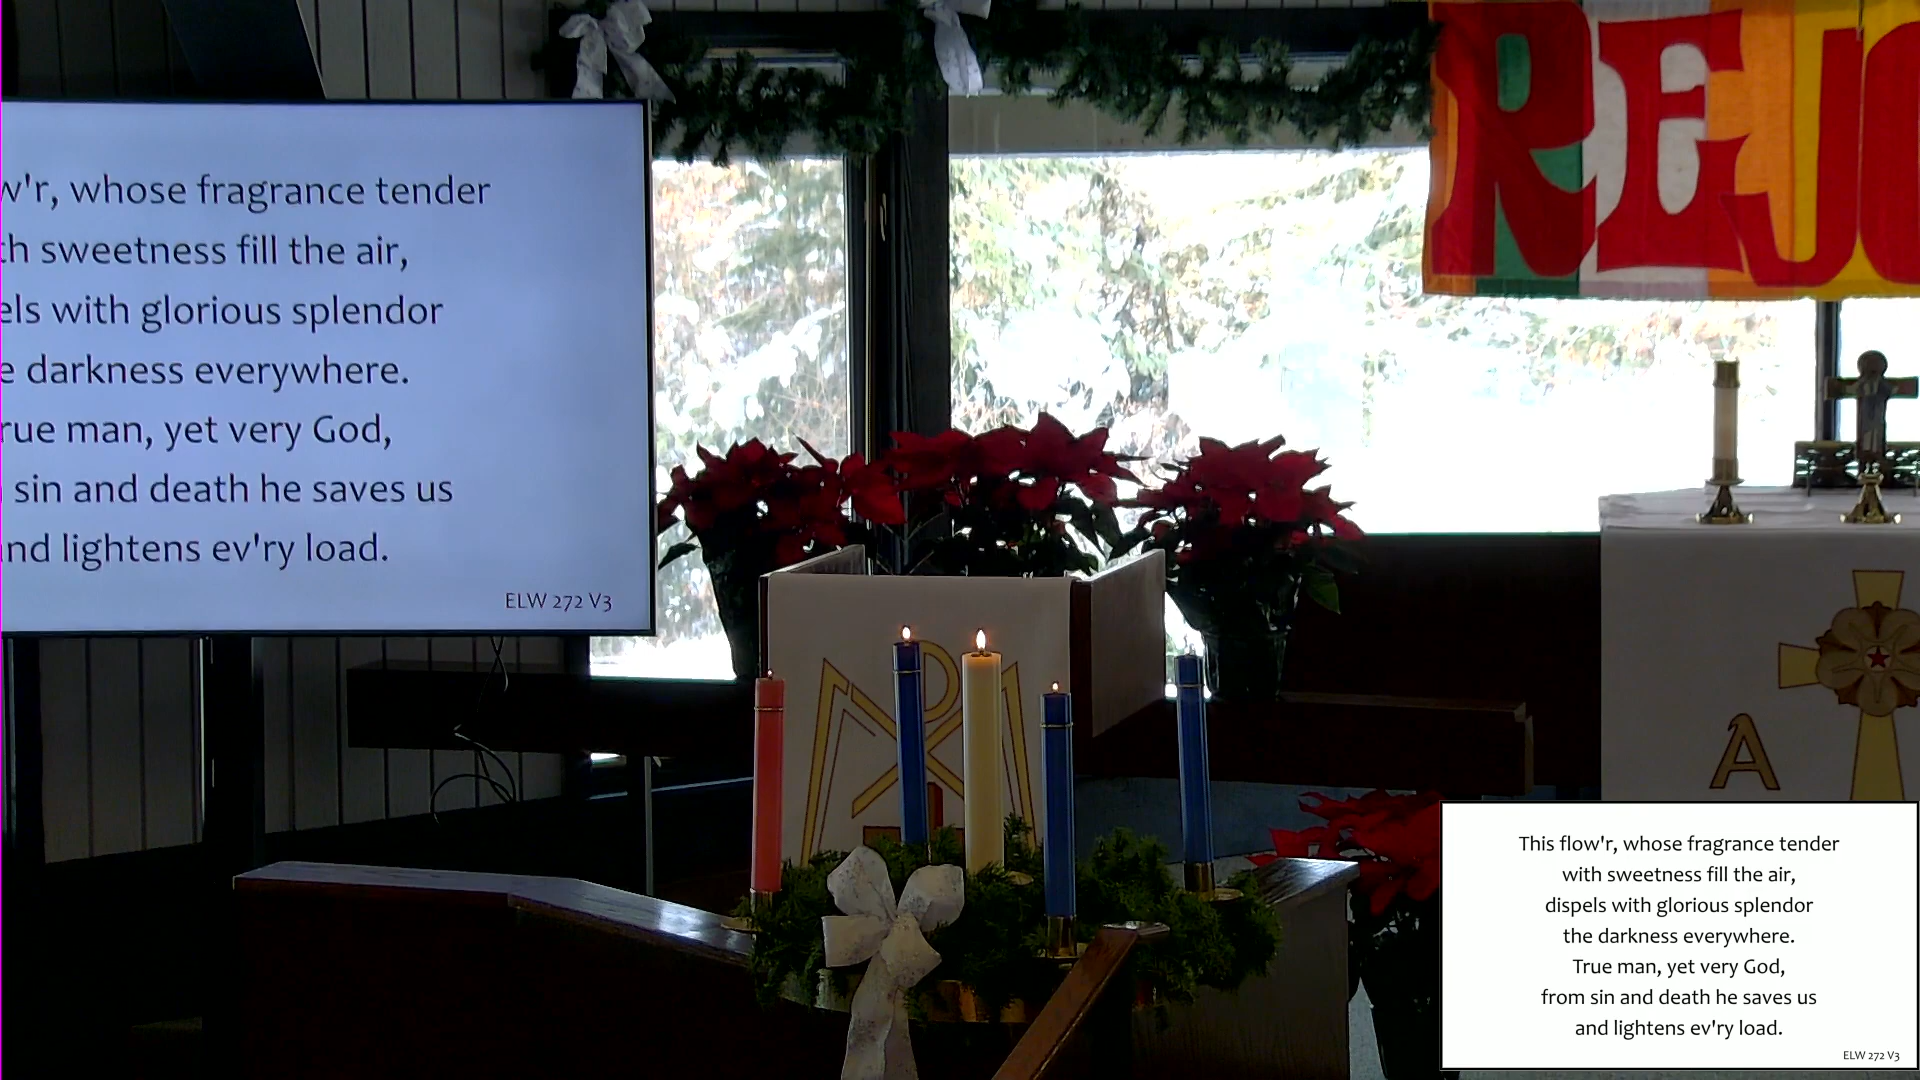 w'r, whose fragrance tender
th sweetness fill the air,
els with glorious splendor
e darkness everywhere.
rue man, yet very God,
sin and death he saves us
nd lightens ev'ry load.
ELW 272 V3
REJO
A
This flow'r, whose fragrance tender
with sweetness fill the air,
dispels with glorious splendor
the darkness everywhere.
True man, yet very God,
from sin and death he saves us
and lightens ev'ry load.
ELW 272 V3